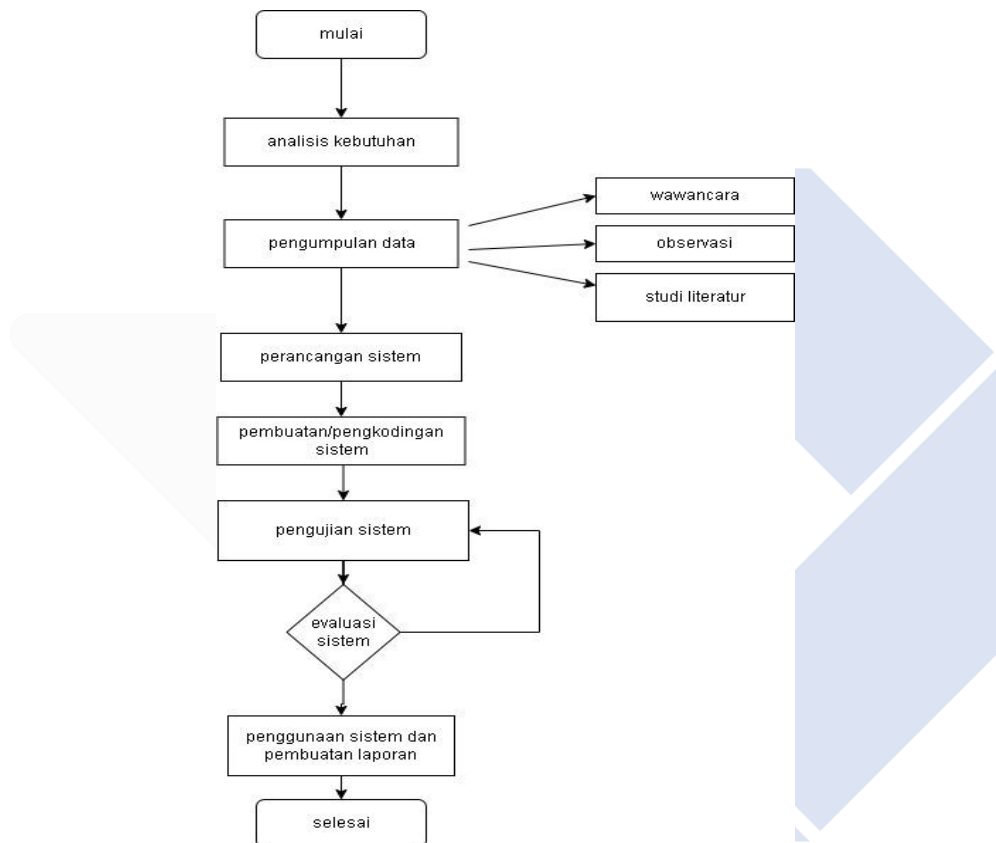 mulai
analisis kebutuhan
pengumpulan data
wawancara
observasi
studi literatur
perancangan sistem
pembuatan/pengkodingan
sistem
pengujian sistem
evaluasi
sistem
penggunaan sistem dan
pembuatan laporan
selesai